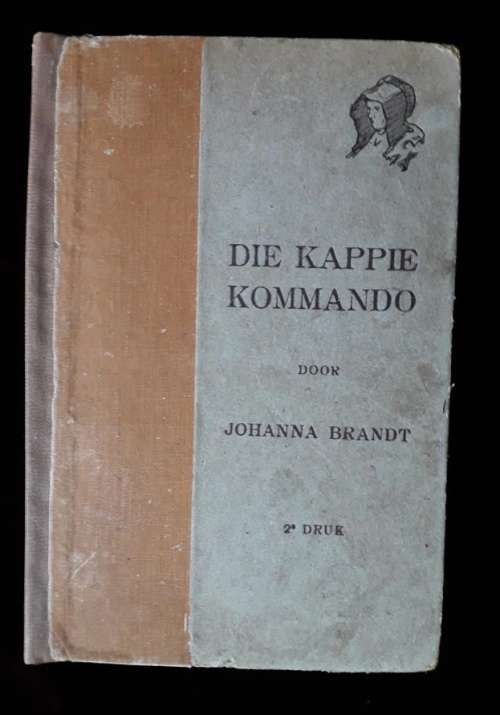 DIE KAPPIE
KOMMANDO
DOOR
JOHANNA BRANDT
2e DRUK